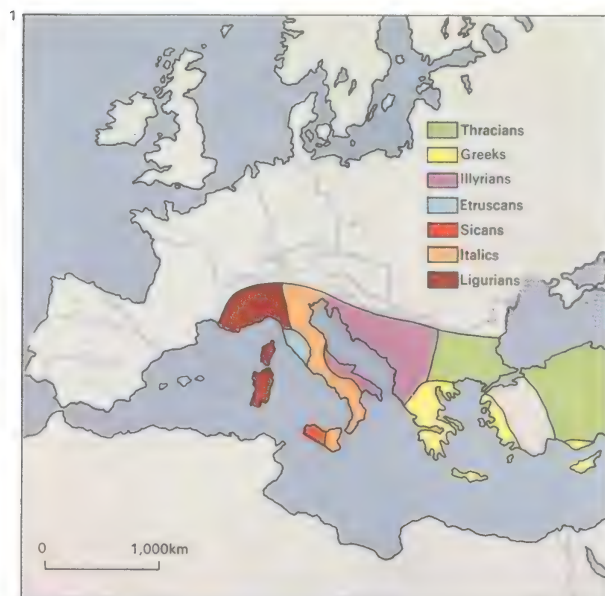 1
Thracians
Greeks
Illyrians
Etruscans
Sicans
Italics
Ligurians
0 1,000km